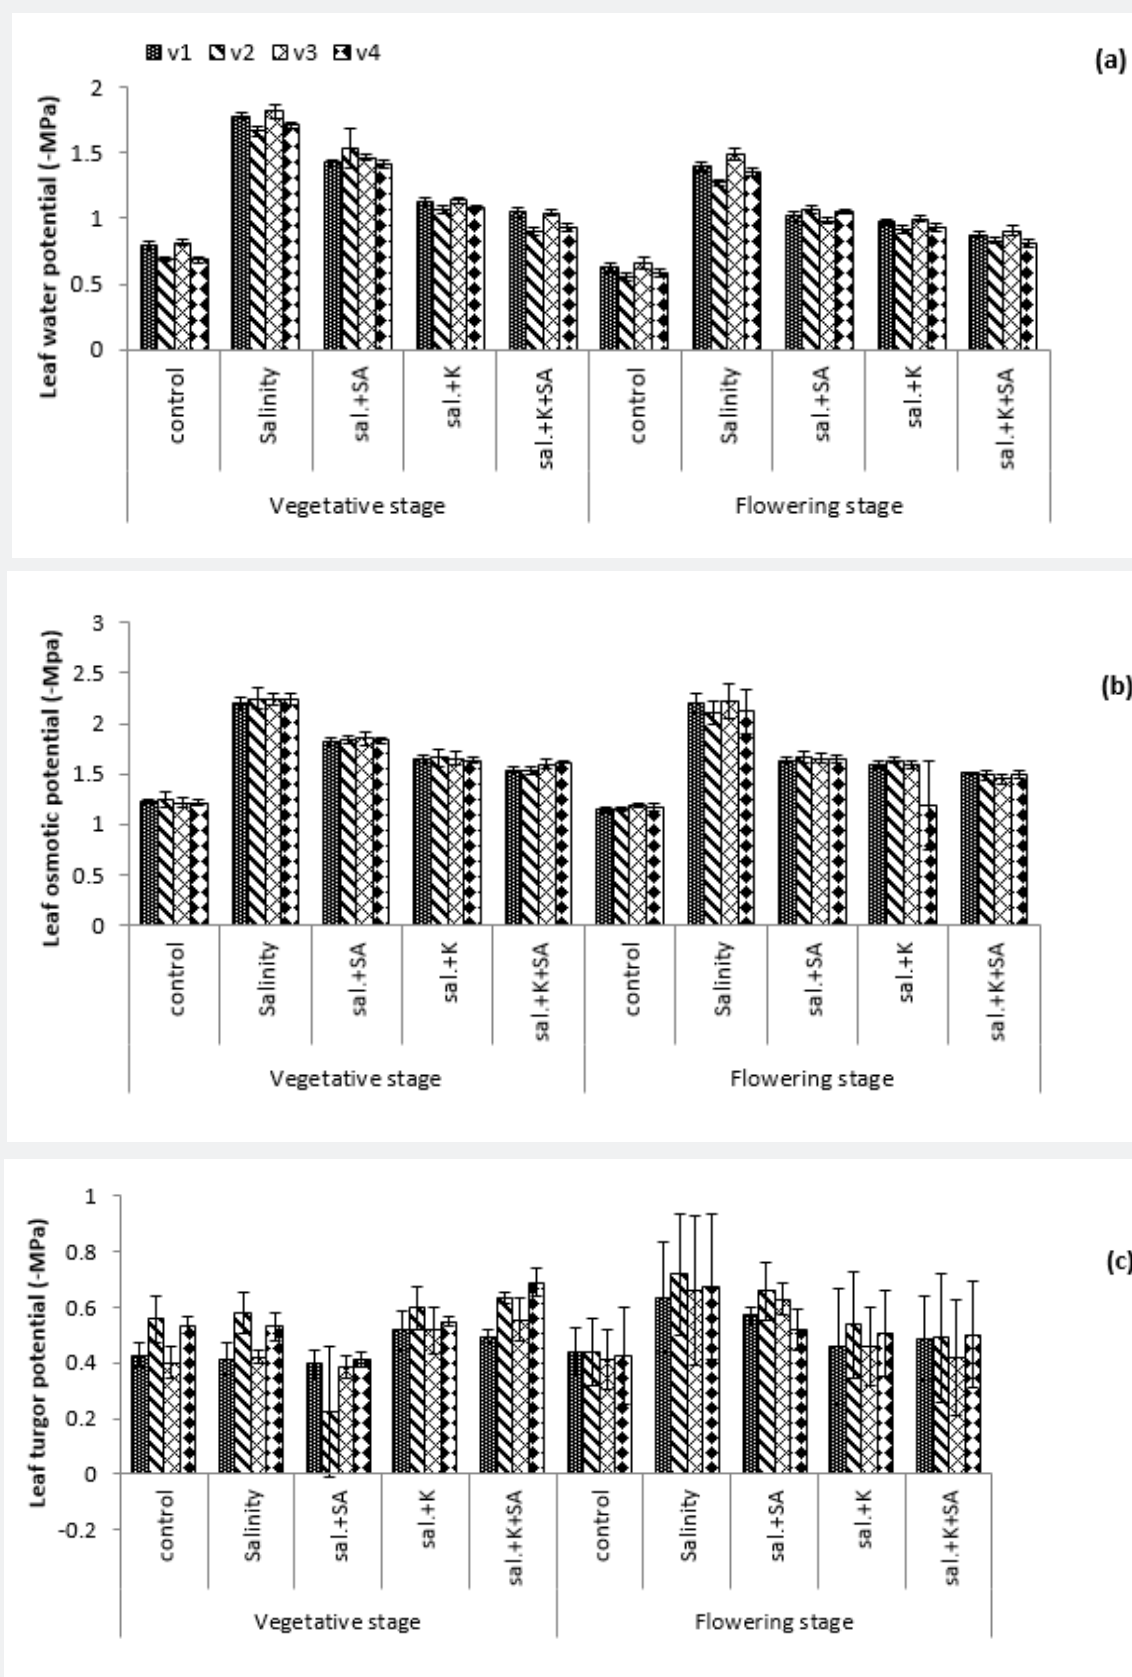 v1 v2 v3 v4
(a)
Leaf water potential (-MPa)
2
1.5
1
0.5
0
control Salinity sal.+SA sal.+K sal.+K+SA control Salinity sal.+SA sal.+K sal.+K+SA
Vegetative stage Flowering stage
(b)
Leaf osmotic potential (-Mpa)
3
2.5
2
1.5
1
0.5
0
control Salinity sal.+SA sal.+K sal.+K+SA control Salinity sal.+SA sal.+K sal.+K+SA
Vegetative stage Flowering stage
(c)
Leaf turgor potential (-MPa)
1
0.8
0.6
0.4
0.2
0
-0.2
control Salinity sal.+SA sal.+K sal.+K+SA control Salinity sal.+SA sal.+K sal.+K+SA
Vegetative stage Flowering stage